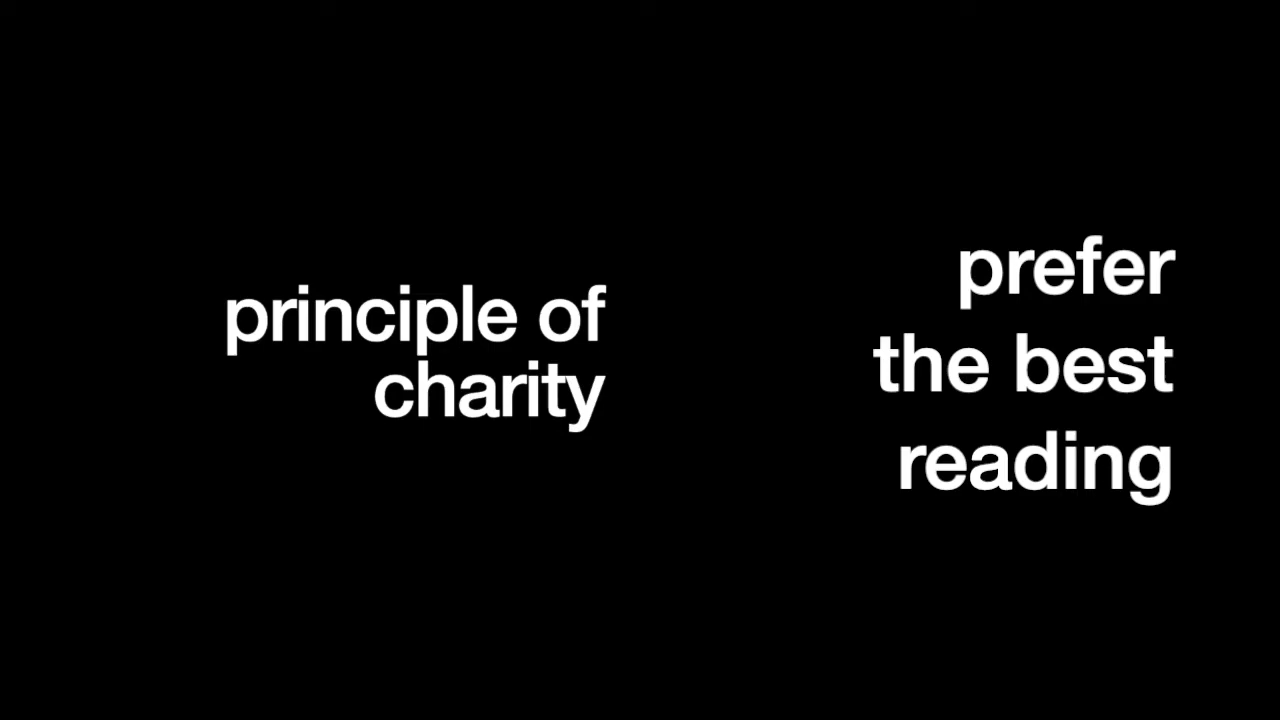 principle of
charity
prefer
the best
reading